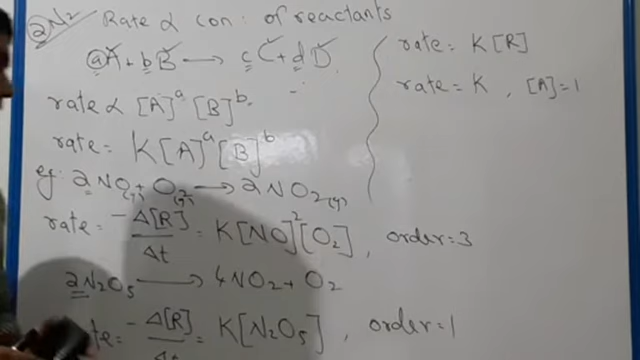 2N₂ Rate ∝ con: of reactants
aA + bB → cC + dD
rate ∝ [A]ᵃ [B]ᵇ
rate = K[A]ᵃ [B]ᵇ
eg: 2NO(g) + O₂(g) → 2NO₂(g)
rate = -Δ[R]/Δt = K[NO]²[O₂], order = 3
2N₂O₅ → 4NO₂ + O₂
rate = -Δ[R]/Δt = K[N₂O₅], order = 1
rate = K[R]
rate = K, [A] = 1